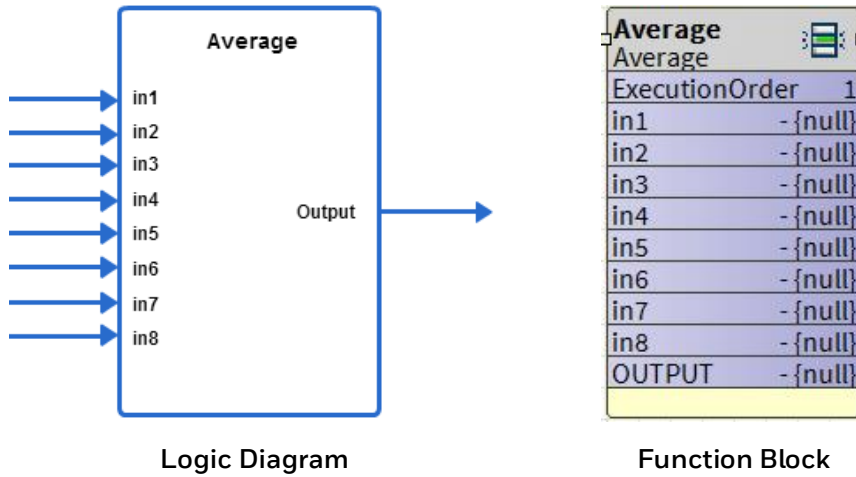 Average
in1
in2
in3
in4
Output
in5
in6
in7
in8
Logic Diagram
Average
Average
ExecutionOrder 1
in1 - {null}
in2 - {null}
in3 - {null}
in4 - {null}
in5 - {null}
in6 - {null}
in7 - {null}
in8 - {null}
OUTPUT - {null}
Function Block